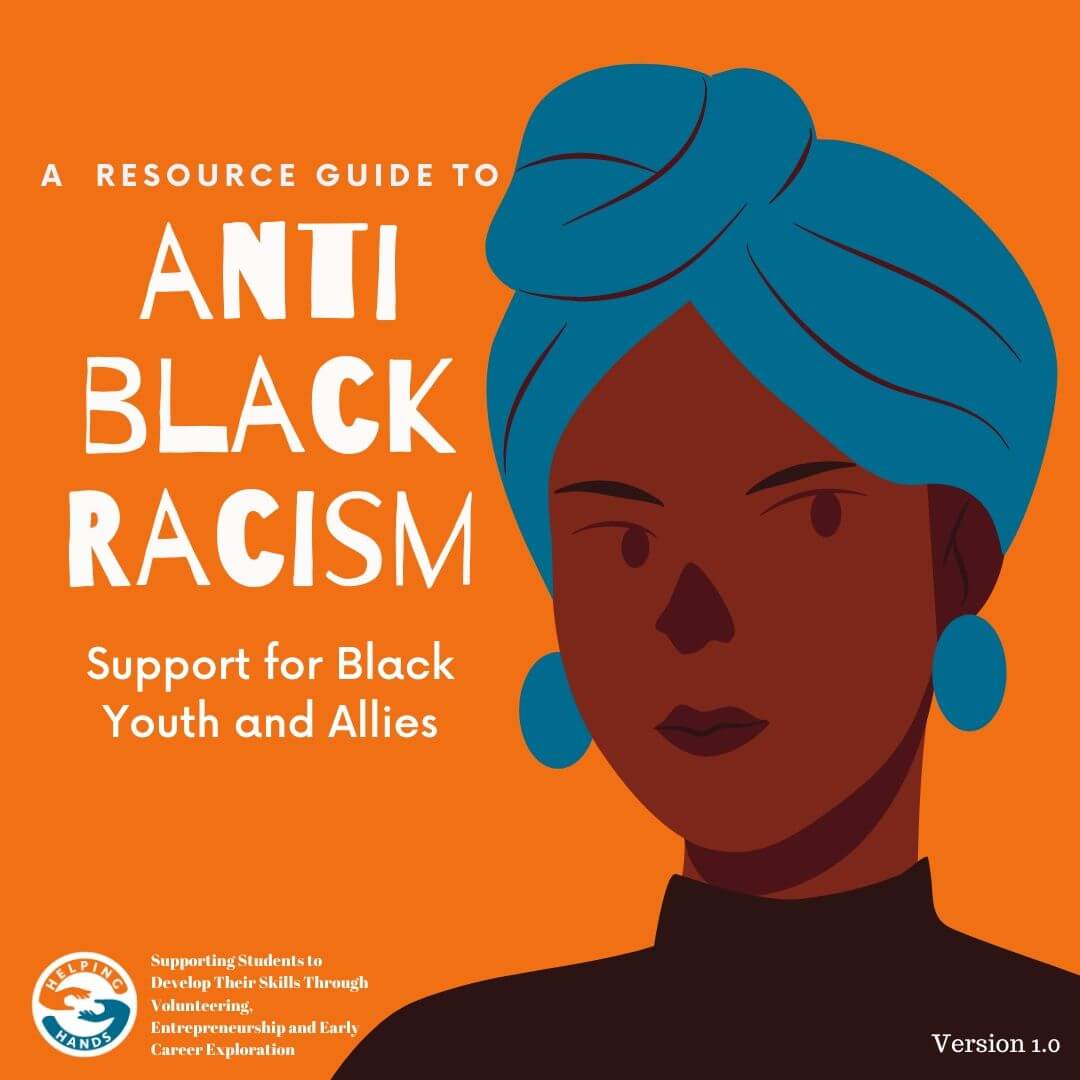 A RESOURCE GUIDE TO
ANTI
BLACK
RACISM
Support for Black
Youth and Allies
HELPING
HANDS
Supporting Students to
Develop Their Skills Through
Volunteering,
Entrepreneurship and Early
Career Exploration
Version 1.0